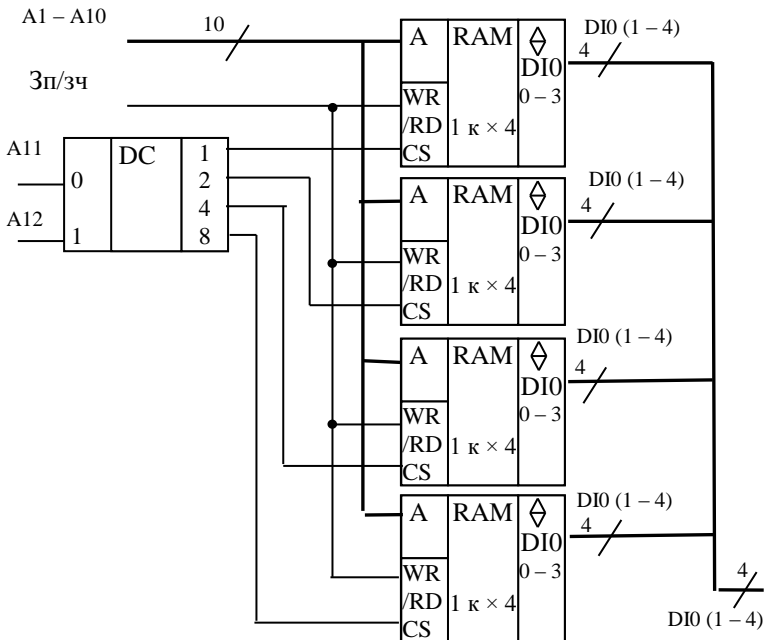 A1 – A10
10
Зп/зч
A11
A12
0
1
DC
1
2
4
8
A
RAM
DI0
0 – 3
WR
/RD
1 к × 4
CS
DI0 (1 – 4)
4
A
RAM
DI0
0 – 3
WR
/RD
1 к × 4
CS
DI0 (1 – 4)
4
A
RAM
DI0
0 – 3
WR
/RD
1 к × 4
CS
DI0 (1 – 4)
4
A
RAM
DI0
0 – 3
WR
/RD
1 к × 4
CS
DI0 (1 – 4)
4
4
DI0 (1 – 4)